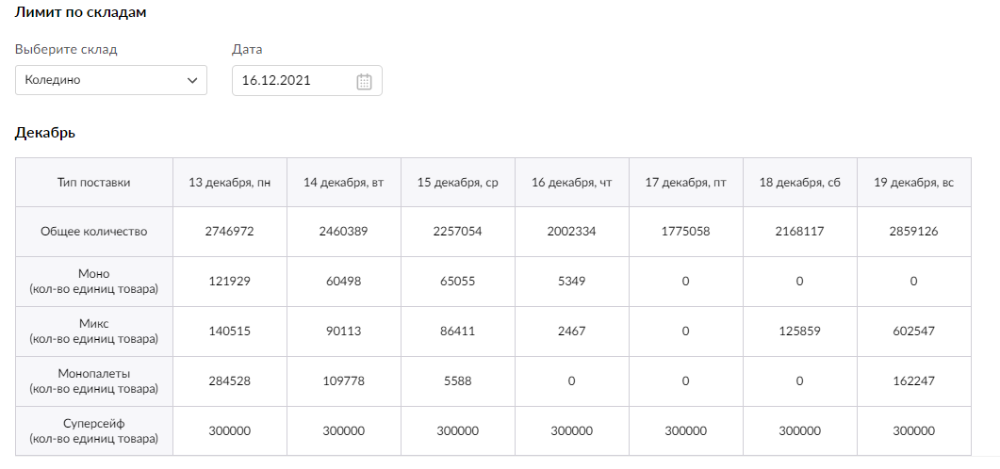 Лимит по складам
Выберите склад Дата
Коледино 16.12.2021
Декабрь
Тип поставки 13 декабря, пн 14 декабря, вт 15 декабря, ср 16 декабря, чт 17 декабря, пт 18 декабря, сб 19 декабря, вс
Общее количество 2746972 2460389 2257054 2002334 1775058 2168117 2859126
Моно
(кол-во единиц товара) 121929 60498 65055 5349 0 0 0
Микс
(кол-во единиц товара) 140515 90113 86411 2467 0 125859 602547
Монопалеты
(кол-во единиц товара) 284528 109778 5588 0 0 0 162247
Суперсейф
(кол-во единиц товара) 300000 300000 300000 300000 300000 300000 300000